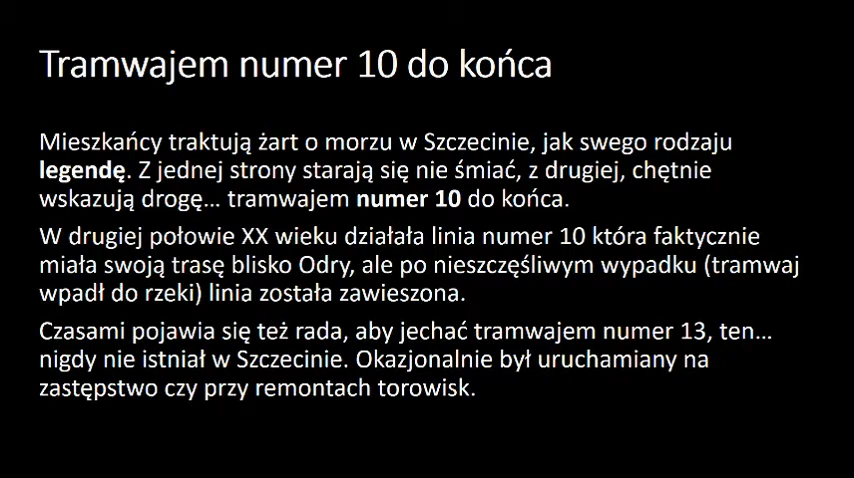 Tramwajem numer 10 do końca
Mieszkańcy traktują żart o morzu w Szczecinie, jak swego rodzaju
legendę. Z jednej strony starają się nie śmiać, z drugiej, chętnie
wskazują drogę... tramwajem numer 10 do końca.
W drugiej połowie XX wieku działała linia numer 10 która faktycznie
miała swoją trasę blisko Odry, ale po nieszczęśliwym wypadku (tramwaj
wpadł do rzeki) linia została zawieszona.
Czasami pojawia się też rada, aby jechać tramwajem numer 13, ten...
nigdy nie istniał w Szczecinie. Okazjonalnie był uruchamiany na
zastępstwo czy przy remontach torowisk.